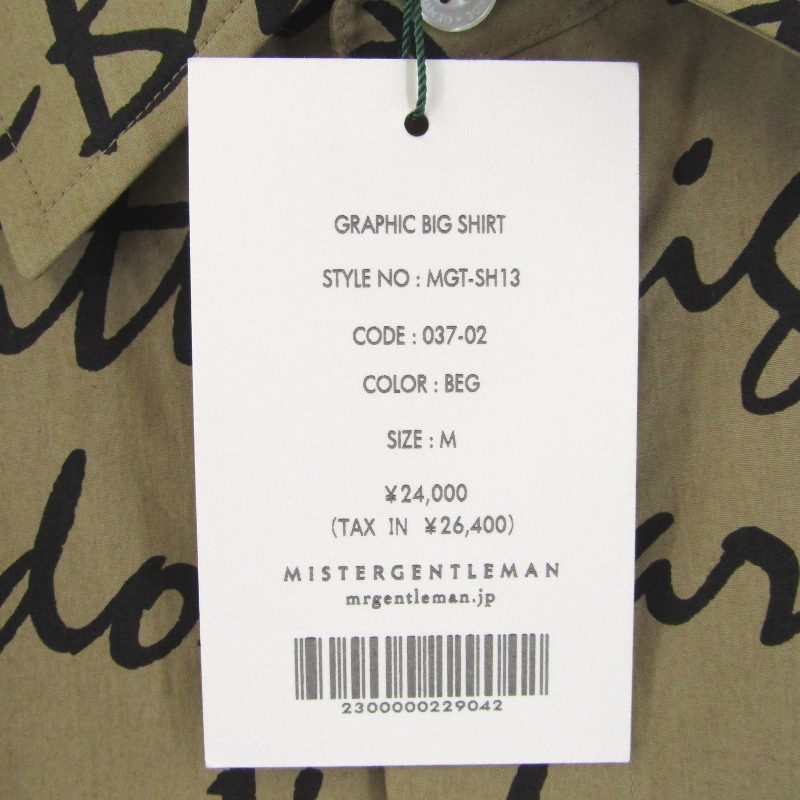 GRAPHIC BIG SHIRT
STYLE NO : MGT-SH13
CODE : 037-02
COLOR : BEG
SIZE : M
¥24,000
(TAX IN ¥26,400)
MISTERGENTLEMAN
mrgentleman.jp
2300000229042